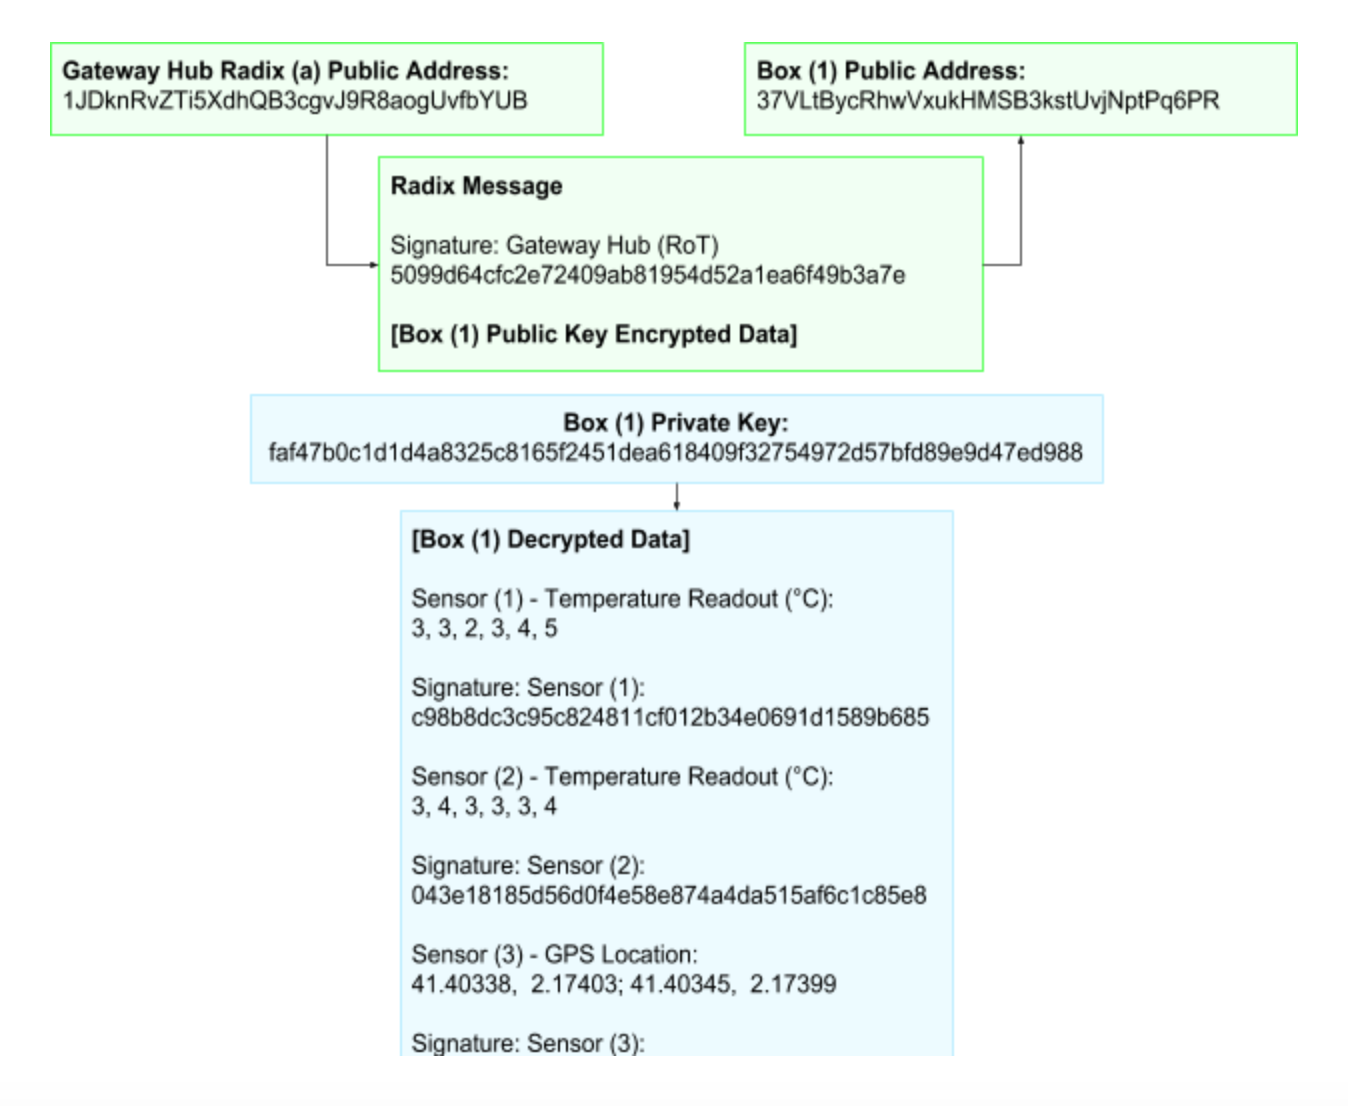 Gateway Hub Radix (a) Public Address:
1JDknRvZTi5XdhQB3cgvJ9R8aogUvfbYUB
Box (1) Public Address:
37VLtBycRhwVxukHMSB3kstUvjNptPq6PR
Radix Message
Signature: Gateway Hub (RoT)
5099d64cfc2e72409ab81954d52a1ea6f49b3a7e
[Box (1) Public Key Encrypted Data]
Box (1) Private Key:
faf47b0c1d1d4a8325c8165f2451dea618409f32754972d57bfd89e9d47ed988
[Box (1) Decrypted Data]
Sensor (1) - Temperature Readout (°C):
3, 3, 2, 3, 4, 5
Signature: Sensor (1):
c98b8dc3c95c824811cf012b34e0691d1589b685
Sensor (2) - Temperature Readout (°C):
3, 4, 3, 3, 3, 4
Signature: Sensor (2):
043e18185d56d0f4e58e874a4da515af6c1c85e8
Sensor (3) - GPS Location:
41.40338,  2.17403; 41.40345,  2.17399
Signature: Sensor (3):